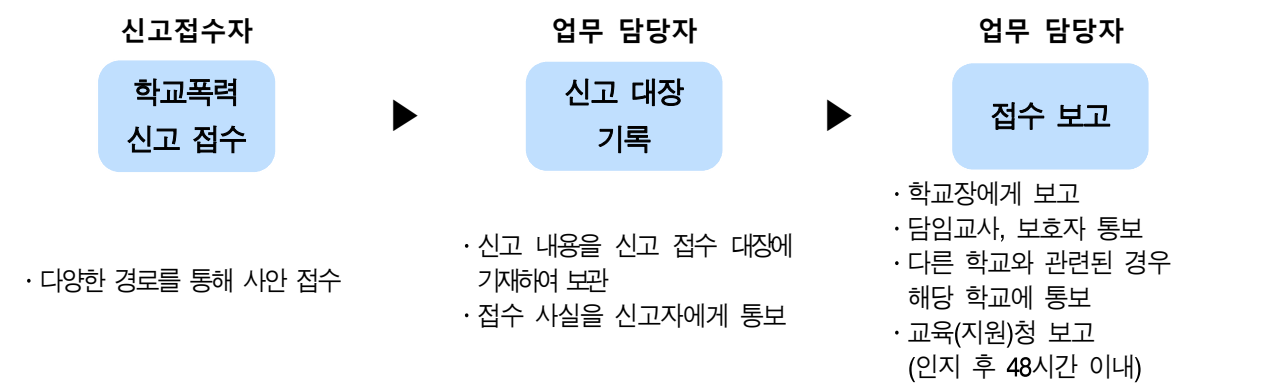 신고접수자
학교폭력
신고 접수
· 다양한 경로를 통해 사안 접수
업무 담당자
신고 대장
기록
· 신고 내용을 신고 접수 대장에
기재하여 보관
· 접수 사실을 신고자에게 통보
업무 담당자
접수 보고
· 학교장에게 보고
· 담임교사, 보호자 통보
· 다른 학교와 관련된 경우
해당 학교에 통보
· 교육(지원)청 보고
(인지 후 48시간 이내)